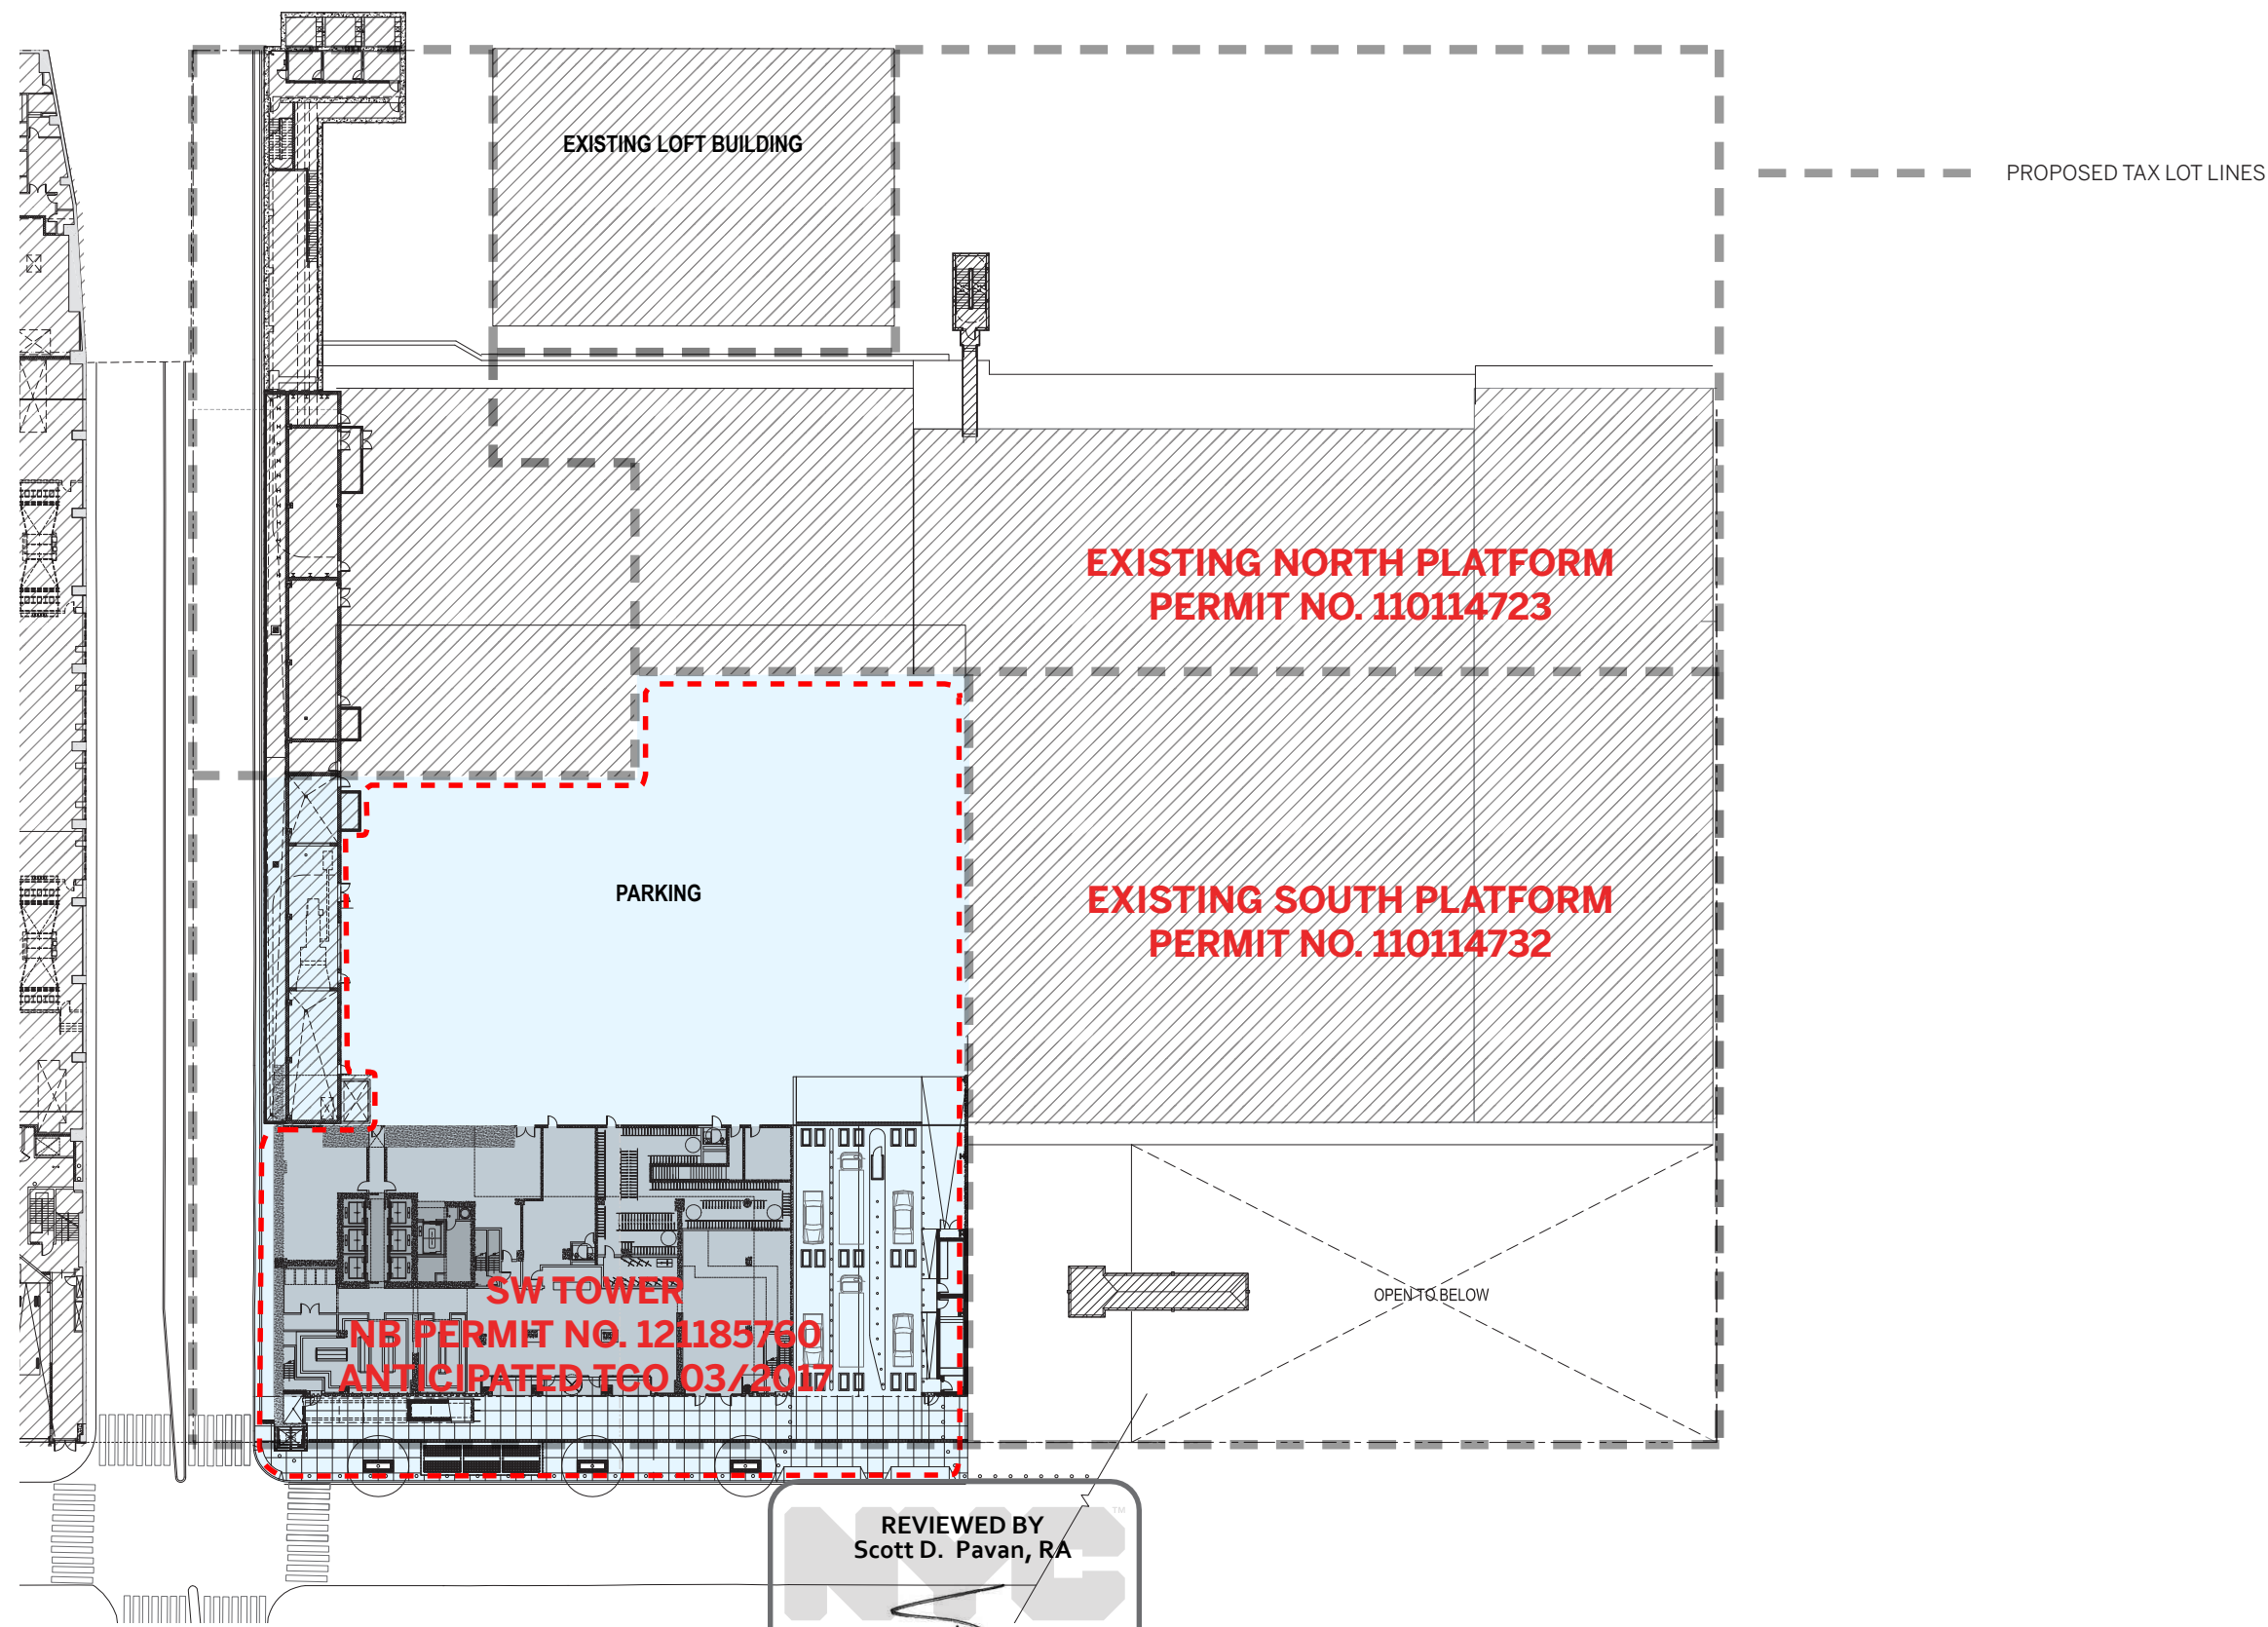 EXISTING LOFT BUILDING
PROPOSED TAX LOT LINES
EXISTING NORTH PLATFORM
PERMIT NO. 110114723
PARKING
EXISTING SOUTH PLATFORM
PERMIT NO. 110114732
SW TOWER
NB PERMIT NO. 121185760
ANTICIPATED TCO 03/2017
OPEN TO BELOW
NYC™
REVIEWED BY
Scott D. Pavan, RA